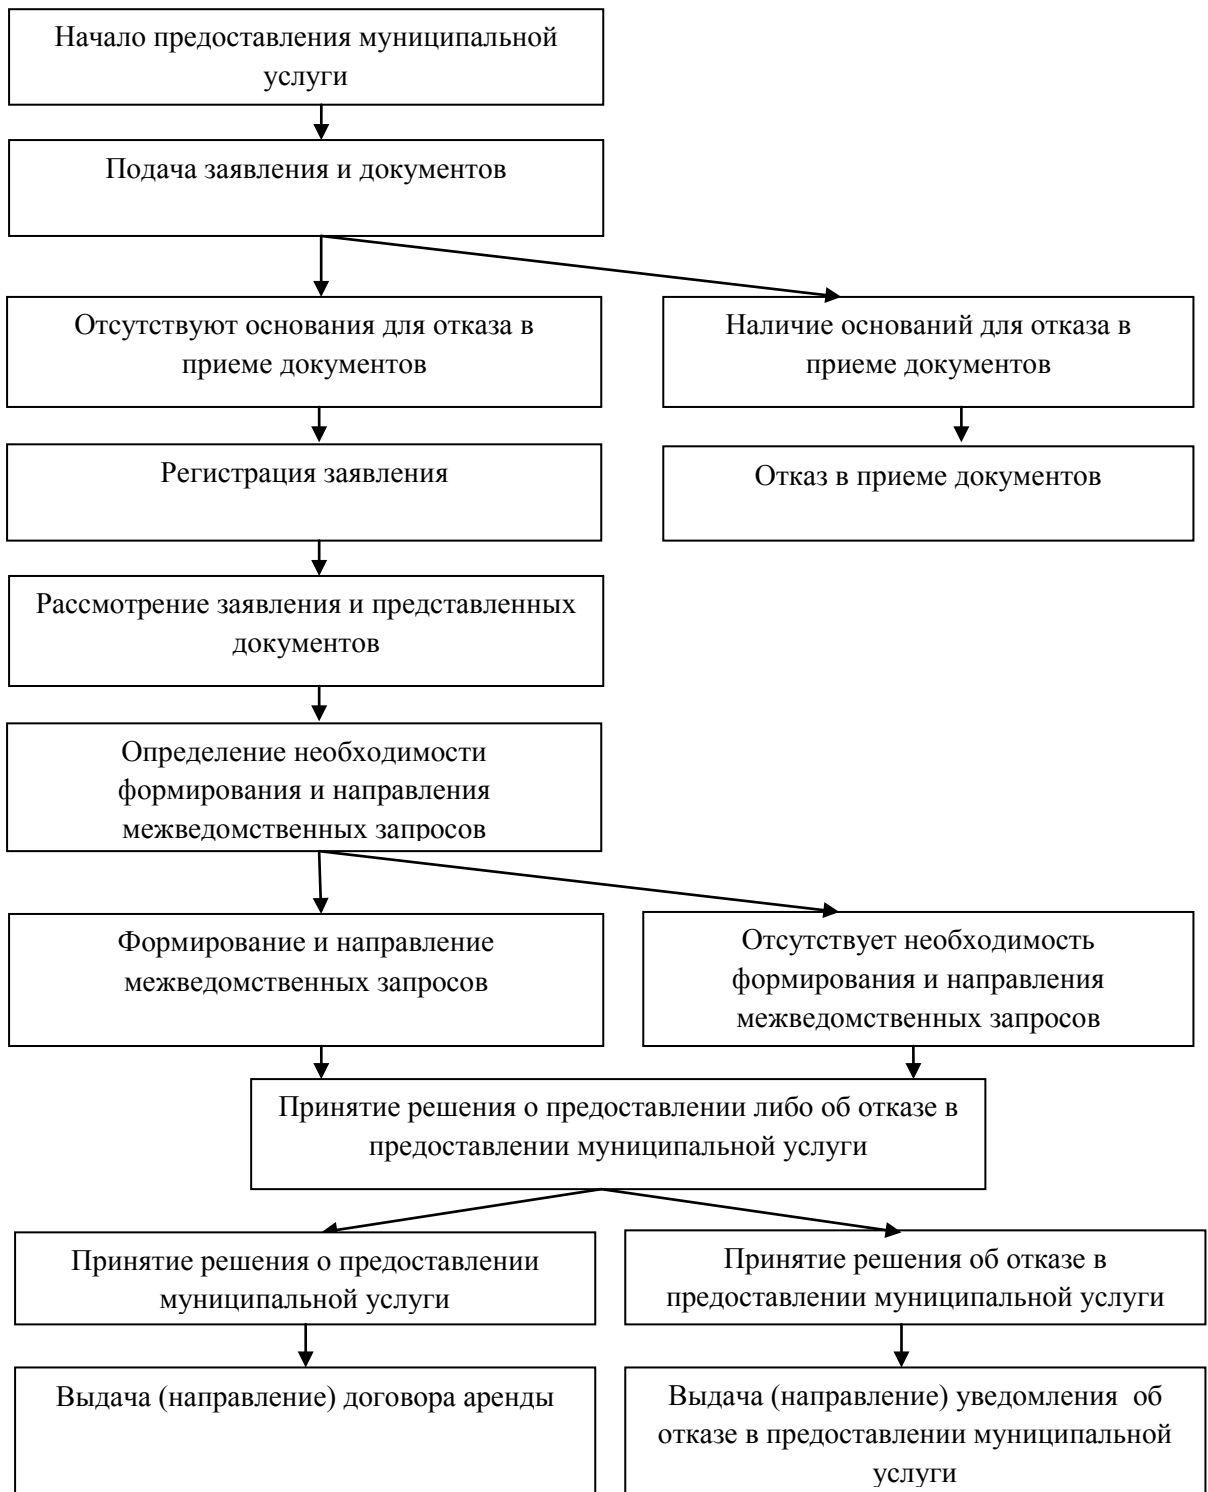 Начало предоставления муниципальной
услуги
Подача заявления и документов
Отсутствуют основания для отказа в
приеме документов
Наличие оснований для отказа в
приеме документов
Регистрация заявления
Отказ в приеме документов
Рассмотрение заявления и представленных
документов
Определение необходимости
формирования и направления
межведомственных запросов
Формирование и направление
межведомственных запросов
Отсутствует необходимость
формирования и направления
межведомственных запросов
Принятие решения о предоставлении либо об отказе в
предоставлении муниципальной услуги
Принятие решения о предоставлении
муниципальной услуги
Принятие решения об отказе в
предоставлении муниципальной услуги
Выдача (направление) договора аренды
Выдача (направление) уведомления об
отказе в предоставлении муниципальной
услуги